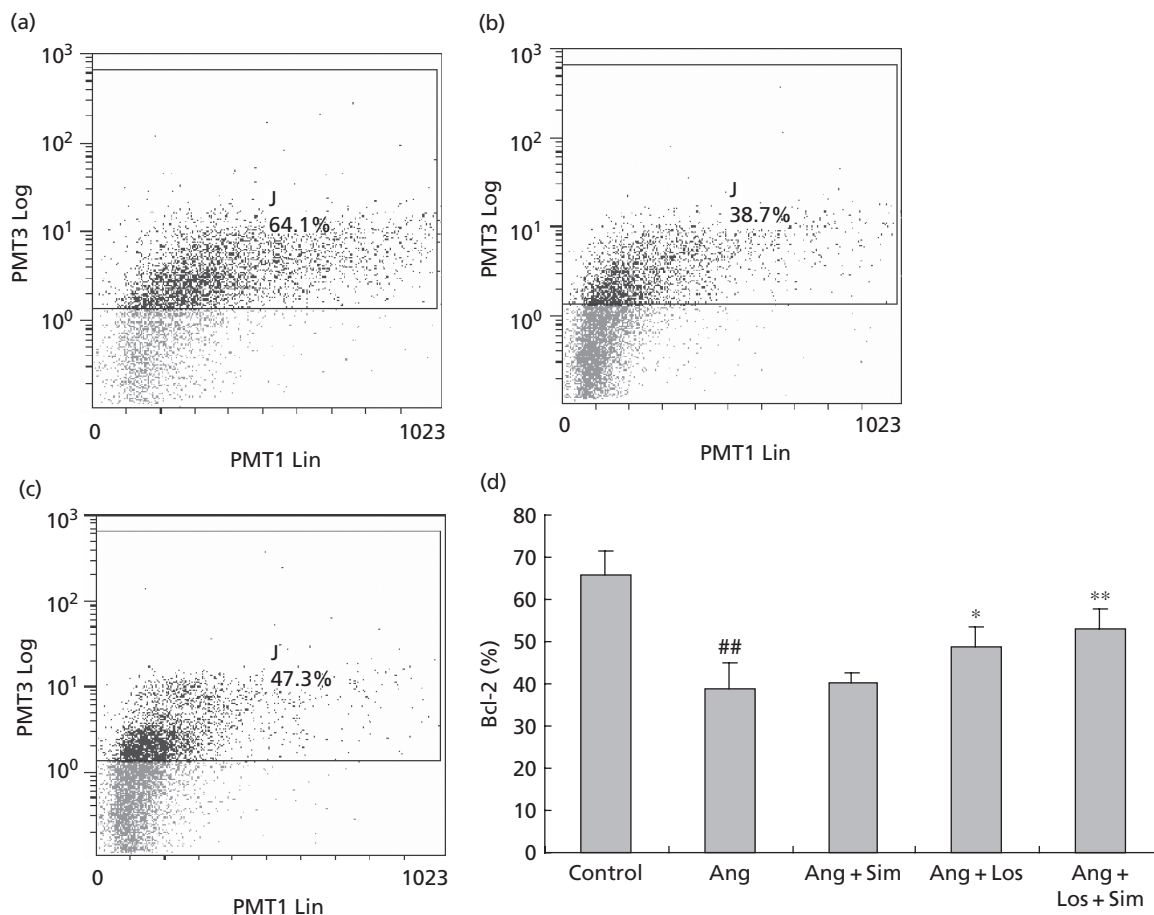 (a)
10³
10²
10¹
10⁰
PMT3 Log
J
64.1%
0
1023
PMT1 Lin
(b)
10³
10²
10¹
10⁰
PMT3 Log
J
38.7%
0
1023
PMT1 Lin
(c)
10³
10²
10¹
10⁰
PMT3 Log
J
47.3%
0
1023
PMT1 Lin
(d)
80
70
60
50
40
30
20
10
0
Bcl-2 (%)
##
*
**
Control
Ang
Ang + Sim
Ang + Los
Ang +
Los + Sim